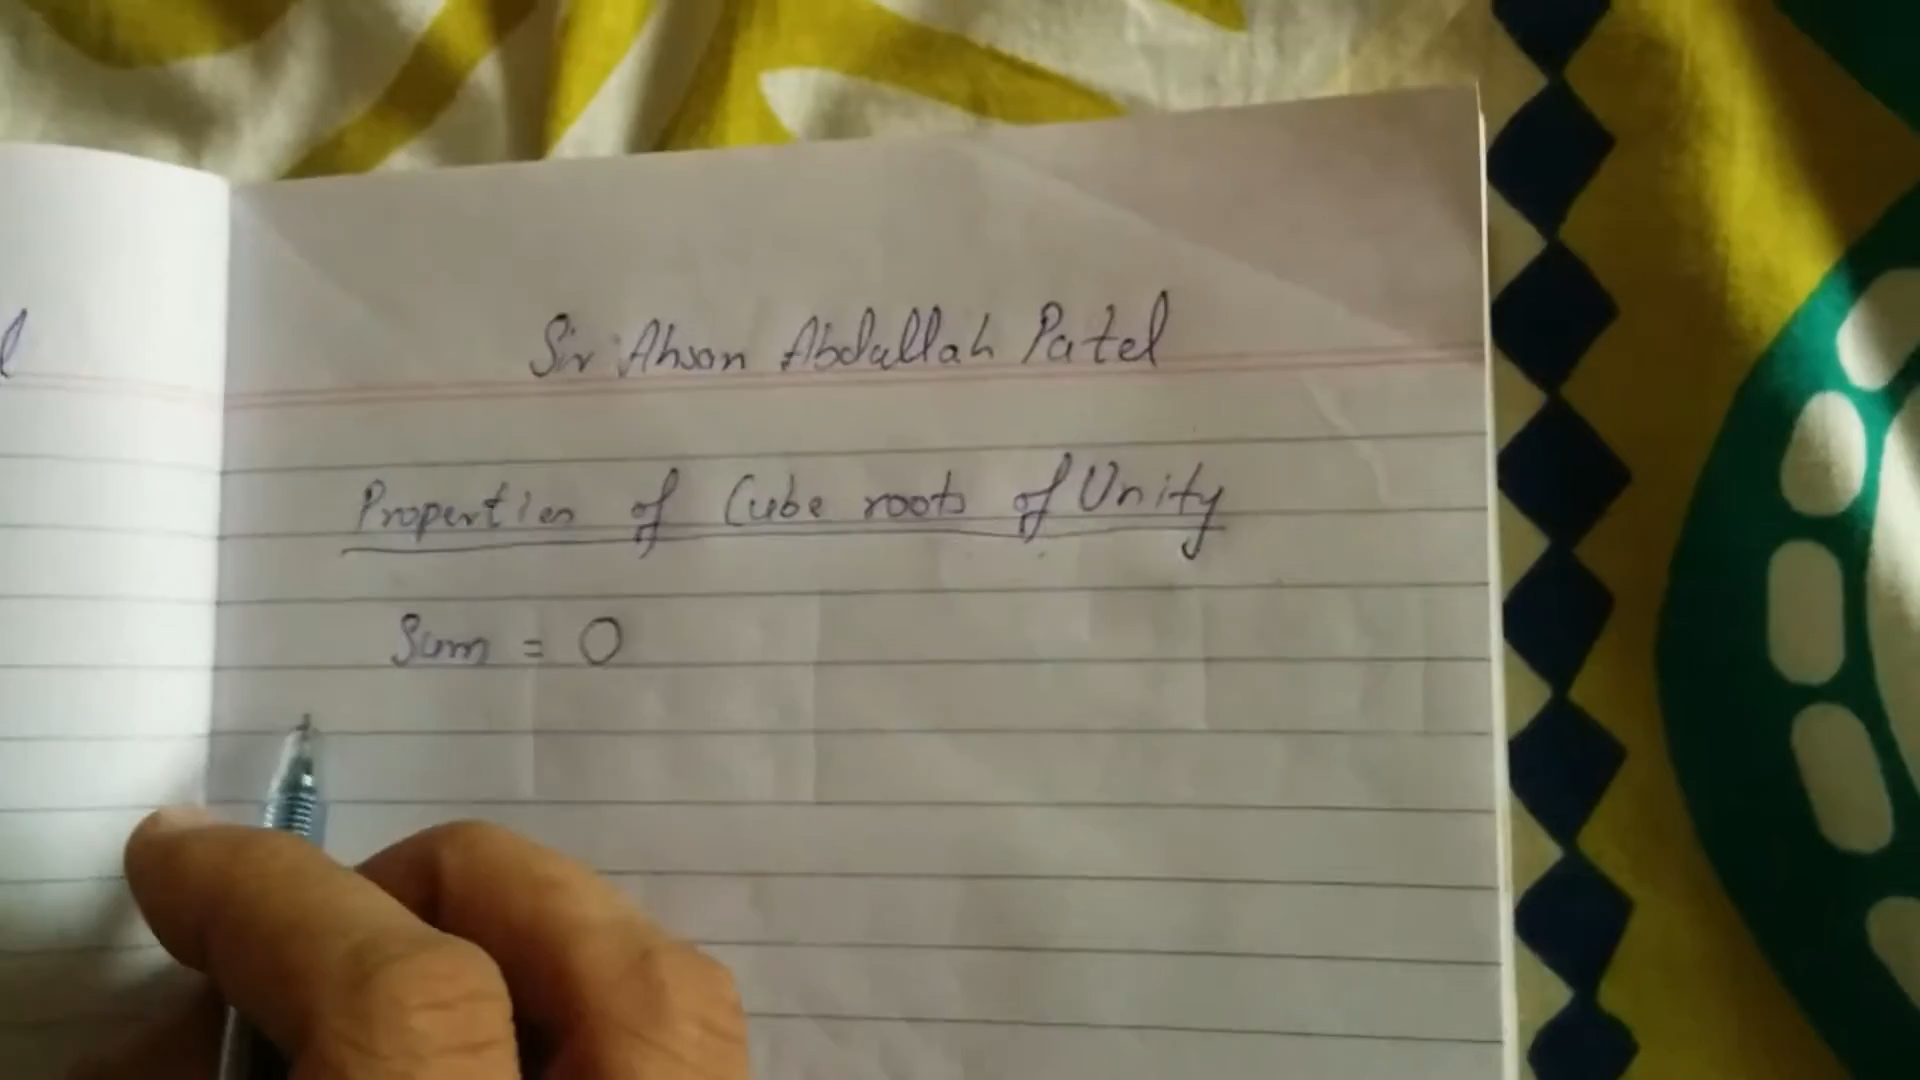 Sir Ahsan Abdullah Patel
Properties of Cube roots of Unity
Sum = 0